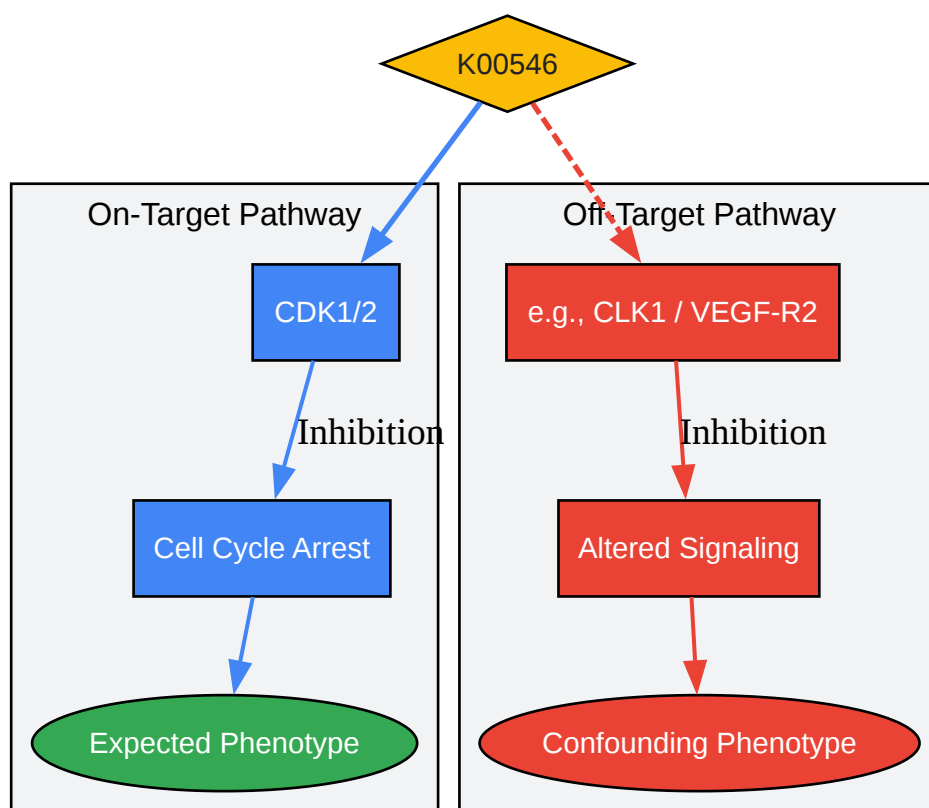 K00546
On-Target Pathway
Off-Target Pathway
CDK1/2
e.g., CLK1 / VEGF-R2
Inhibition
Inhibition
Cell Cycle Arrest
Altered Signaling
Expected Phenotype
Confounding Phenotype